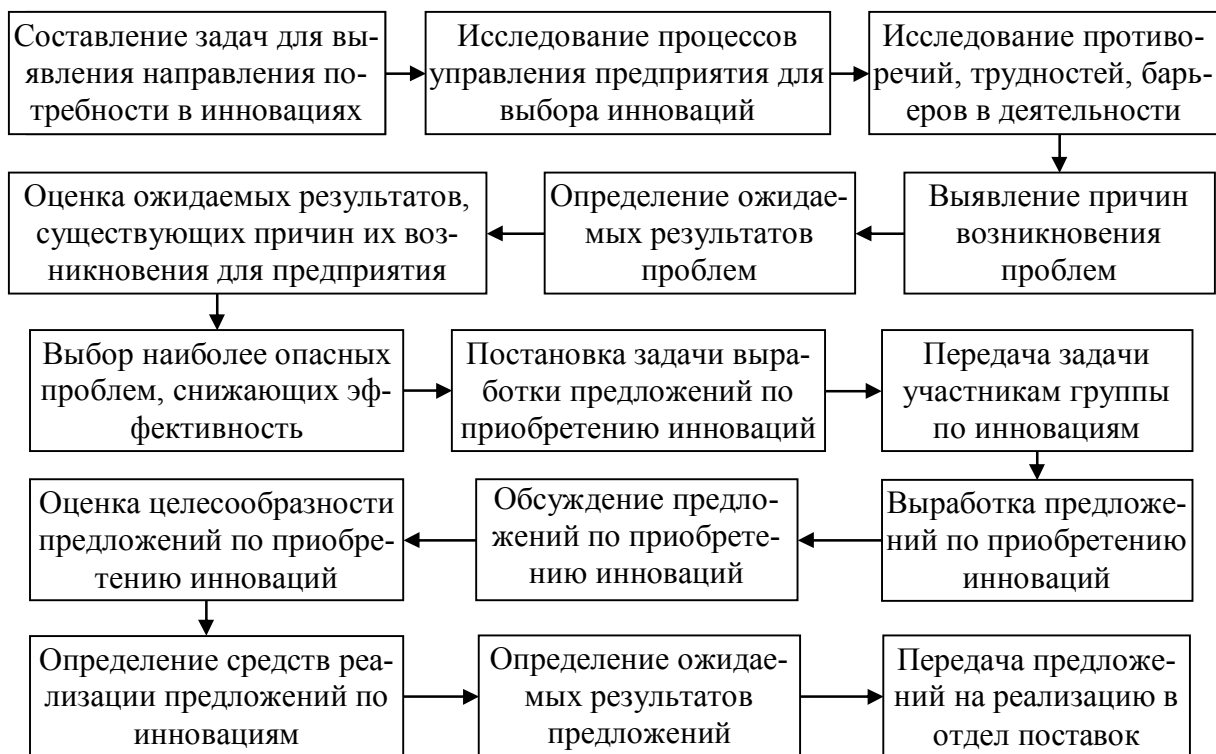 Составление задач для вы-
явления направления по-
требности в инновациях
Исследование процессов
управления предприятия для
выбора инноваций
Исследование противо-
речий, трудностей, барь-
еров в деятельности
Выявление причин
возникновения
проблем
Определение ожидае-
мых результатов
проблем
Оценка ожидаемых результатов,
существующих причин их воз-
никновения для предприятия
Выбор наиболее опасных
проблем, снижающих эф-
фективность
Постановка задачи выра-
ботки предложений по
приобретению инноваций
Передача задачи
участникам группы
по инновациям
Выработка предложе-
ний по приобретению
инноваций
Обсуждение предло-
жений по приобрете-
нию инноваций
Оценка целесообразности
предложений по приобре-
тению инноваций
Определение средств реа-
лизации предложений по
инновациям
Определение ожидае-
мых результатов
предложений
Передача предложе-
ний на реализацию в
отдел поставок